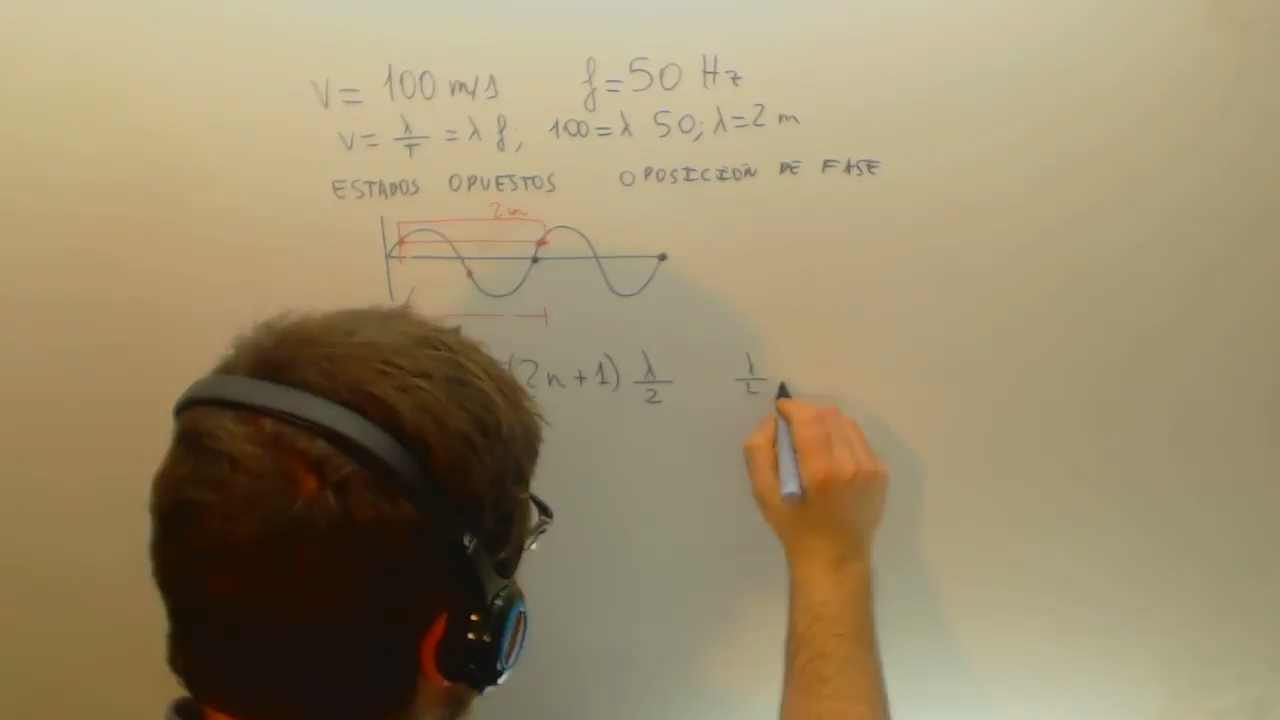 v = 100 m/s f = 50 Hz
v = λ/T = λ f; 100 = λ 50; λ = 2 m
ESTADOS OPUESTOS OPOSICIÓN DE FASE
2 m
(2n+1) λ/2 λ/2